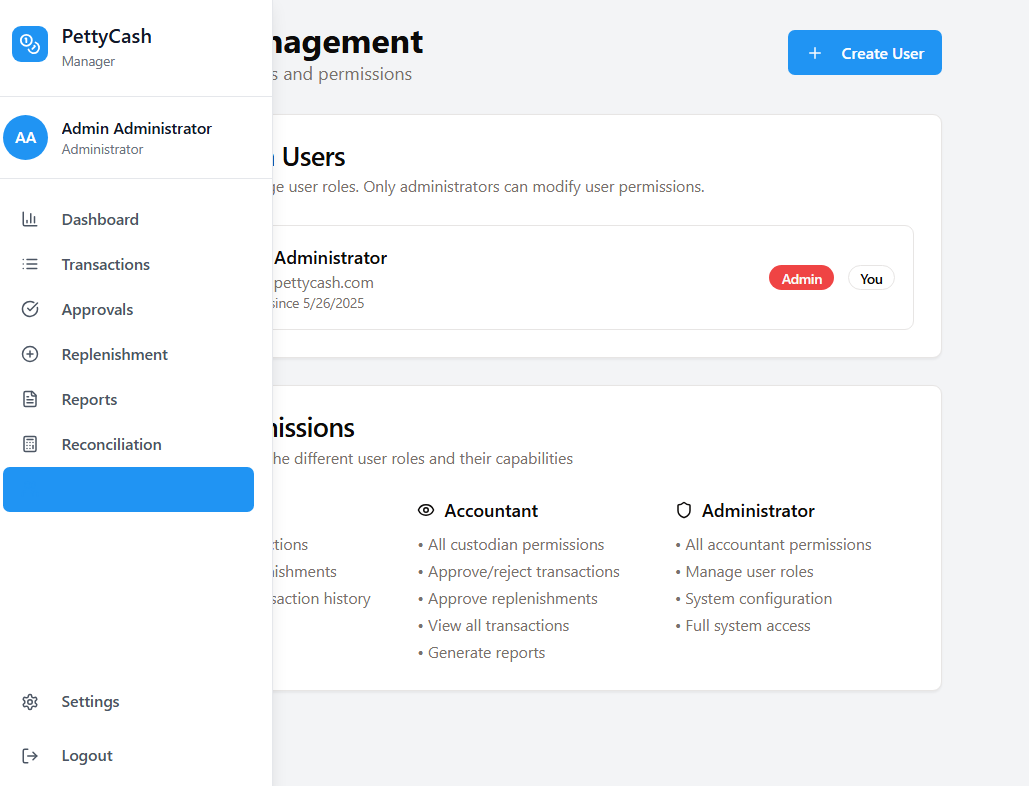 PettyCash
Manager
AA
Admin Administrator
Administrator
Dashboard
Transactions
Approvals
Replenishment
Reports
Reconciliation
Settings
Logout
nagement
s and permissions
Create User
Users
ge user roles. Only administrators can modify user permissions.
Administrator
pettycash.com
since 5/26/2025
Admin
You
nissions
he different user roles and their capabilities
ctions
nishments
saction history
Accountant
• All custodian permissions
• Approve/reject transactions
• Approve replenishments
• View all transactions
• Generate reports
Administrator
• All accountant permissions
• Manage user roles
• System configuration
• Full system access